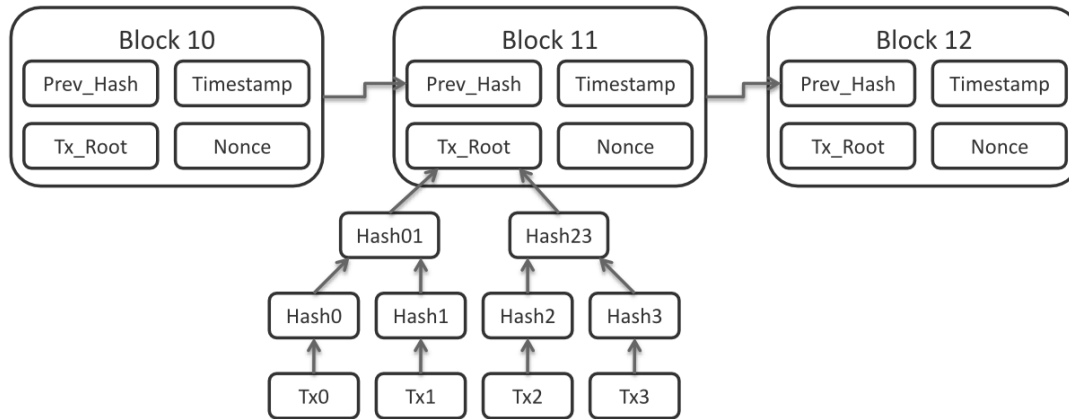 Block 10
Block 11
Block 12
Prev_Hash
Timestamp
Prev_Hash
Timestamp
Prev_Hash
Timestamp
Tx_Root
Nonce
Tx_Root
Nonce
Tx_Root
Nonce
Hash01
Hash23
Hash0
Hash1
Hash2
Hash3
Tx0
Tx1
Tx2
Tx3